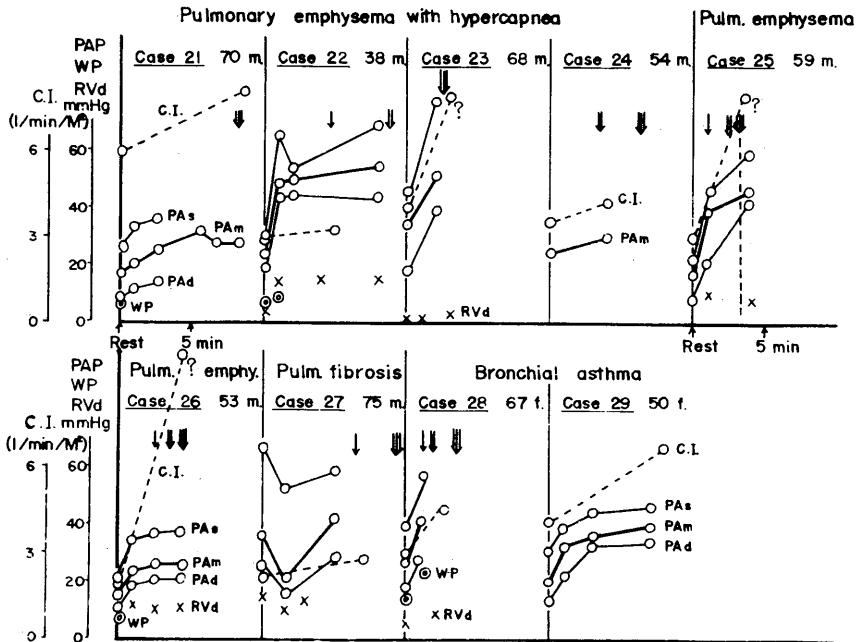 Pulmonary emphysema with hypercapnea Pulm. emphysema
PAP
WP
RVd
C.I. mmHg
(l/min/M²)
Case 21 70 m. Case 22 38 m. Case 23 68 m. Case 24 54 m. Case 25 59 m.
C.I.
? ?
6 60
PAs
C.I.
40
3 PAm
PAm
20
PAd
WP
RVd
0 0
Rest 5 min Rest 5 min
PAP
WP
RVd
C.I. mmHg
(l/min/M²)
Pulm. ? emphy. Pulm. fibrosis Bronchial asthma
Case 26 53 m. Case 27 75 m. Case 28 67 f. Case 29 50 f.
C.I.
C.I.
6 60
PAs
PAs
40
PAm
3 PAd
PAm
WP
20 PAd
RVd
RVd
WP
0 0